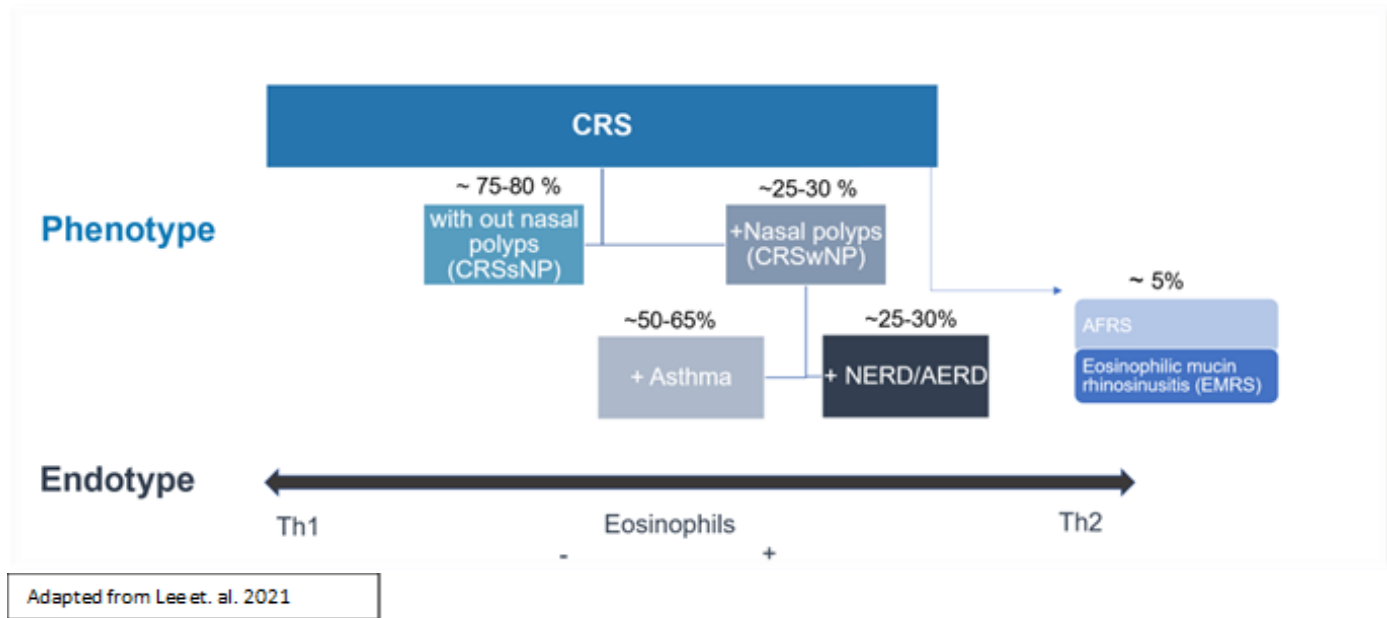 CRS
~ 75-80 %
~25-30 %
Phenotype
with out nasal
polyps
(CRSsNP)
+Nasal polyps
(CRSwNP)
~ 5%
~50-65%
~25-30%
AFRS
+ Asthma
+ NERD/AERD
Eosinophilic mucin
rhinosinusitis (EMRS)
Endotype
Th1
Eosinophils
Th2
- +
Adapted from Lee et. al. 2021